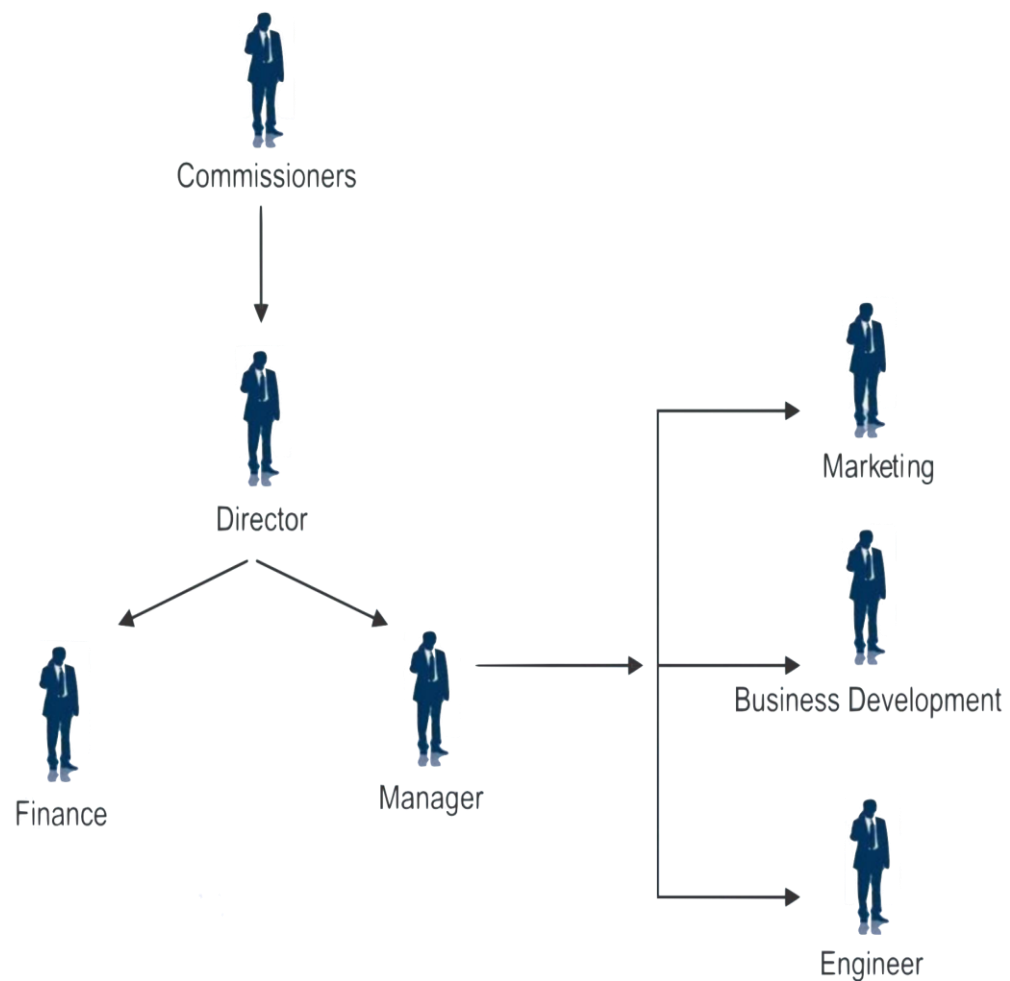 Commissioners
Director
Finance
Manager
Marketing
Business Development
Engineer